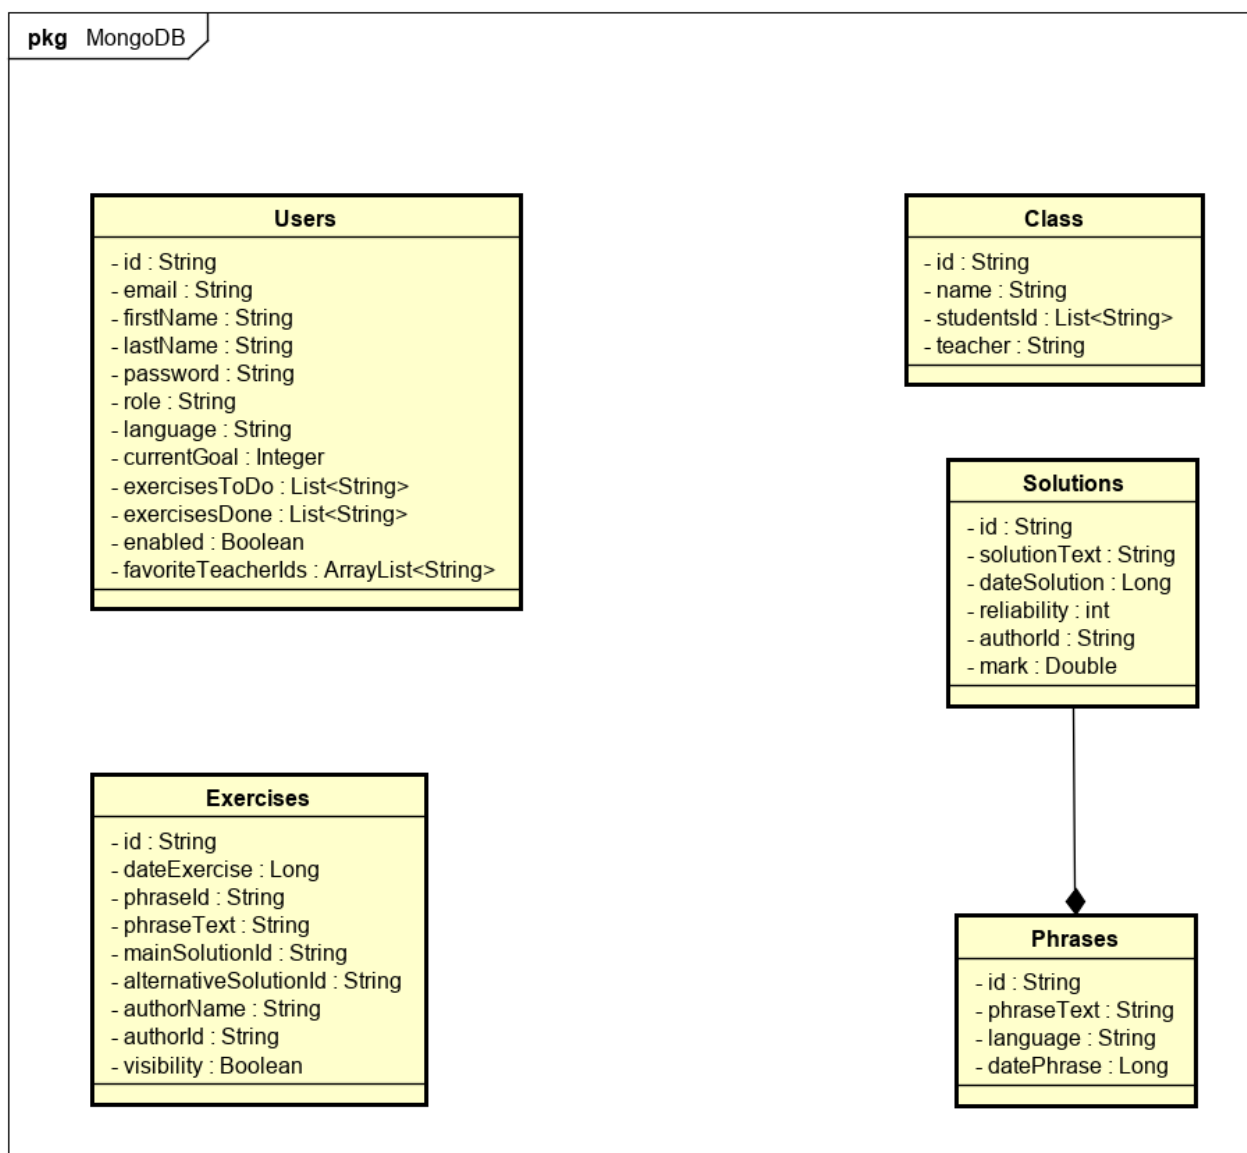 pkg MongoDB
Users
- id : String
- email : String
- firstName : String
- lastName : String
- password : String
- role : String
- language : String
- currentGoal : Integer
- exercisesToDo : List<String>
- exercisesDone : List<String>
- enabled : Boolean
- favoriteTeacherIds : ArrayList<String>
Class
- id : String
- name : String
- studentsId : List<String>
- teacher : String
Solutions
- id : String
- solutionText : String
- dateSolution : Long
- reliability : int
- authorId : String
- mark : Double
Exercises
- id : String
- dateExercise : Long
- phraseId : String
- phraseText : String
- mainSolutionId : String
- alternativeSolutionId : String
- authorName : String
- authorId : String
- visibility : Boolean
Phrases
- id : String
- phraseText : String
- language : String
- datePhrase : Long